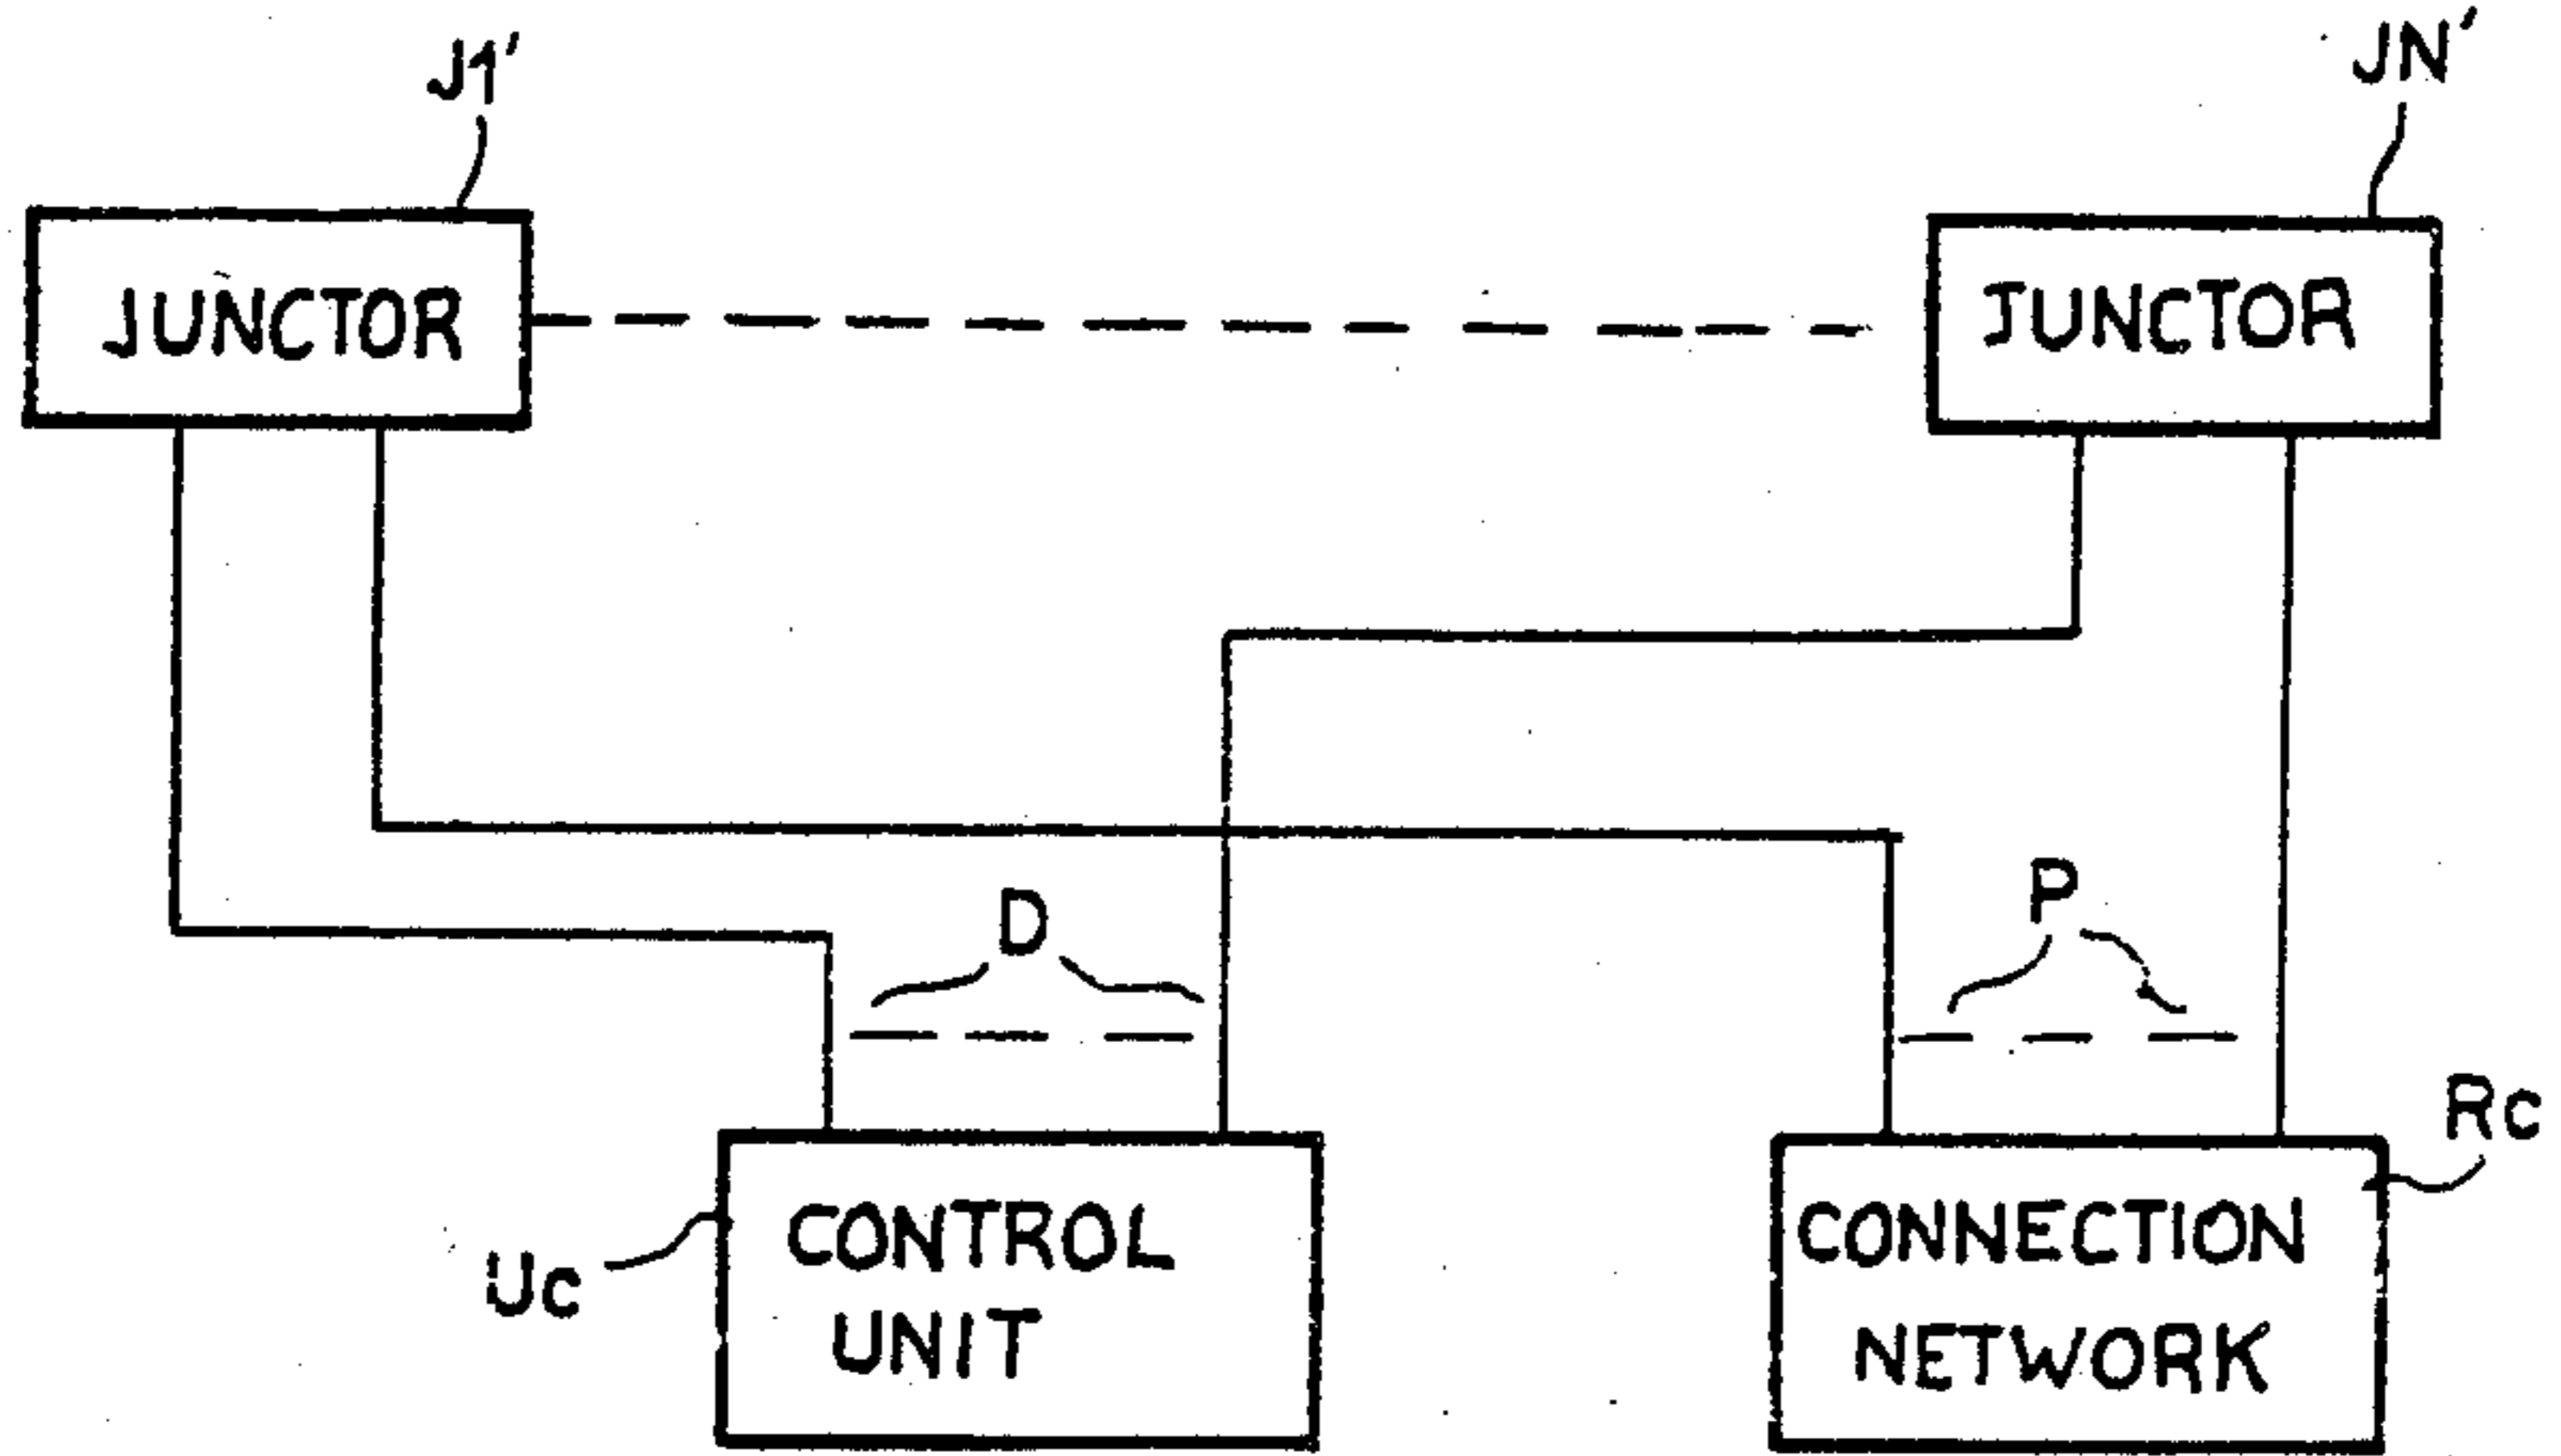 J1'
JN'
JUNCTOR
JUNCTOR
D
P
Rc
Uc
CONTROL
UNIT
CONNECTION
NETWORK